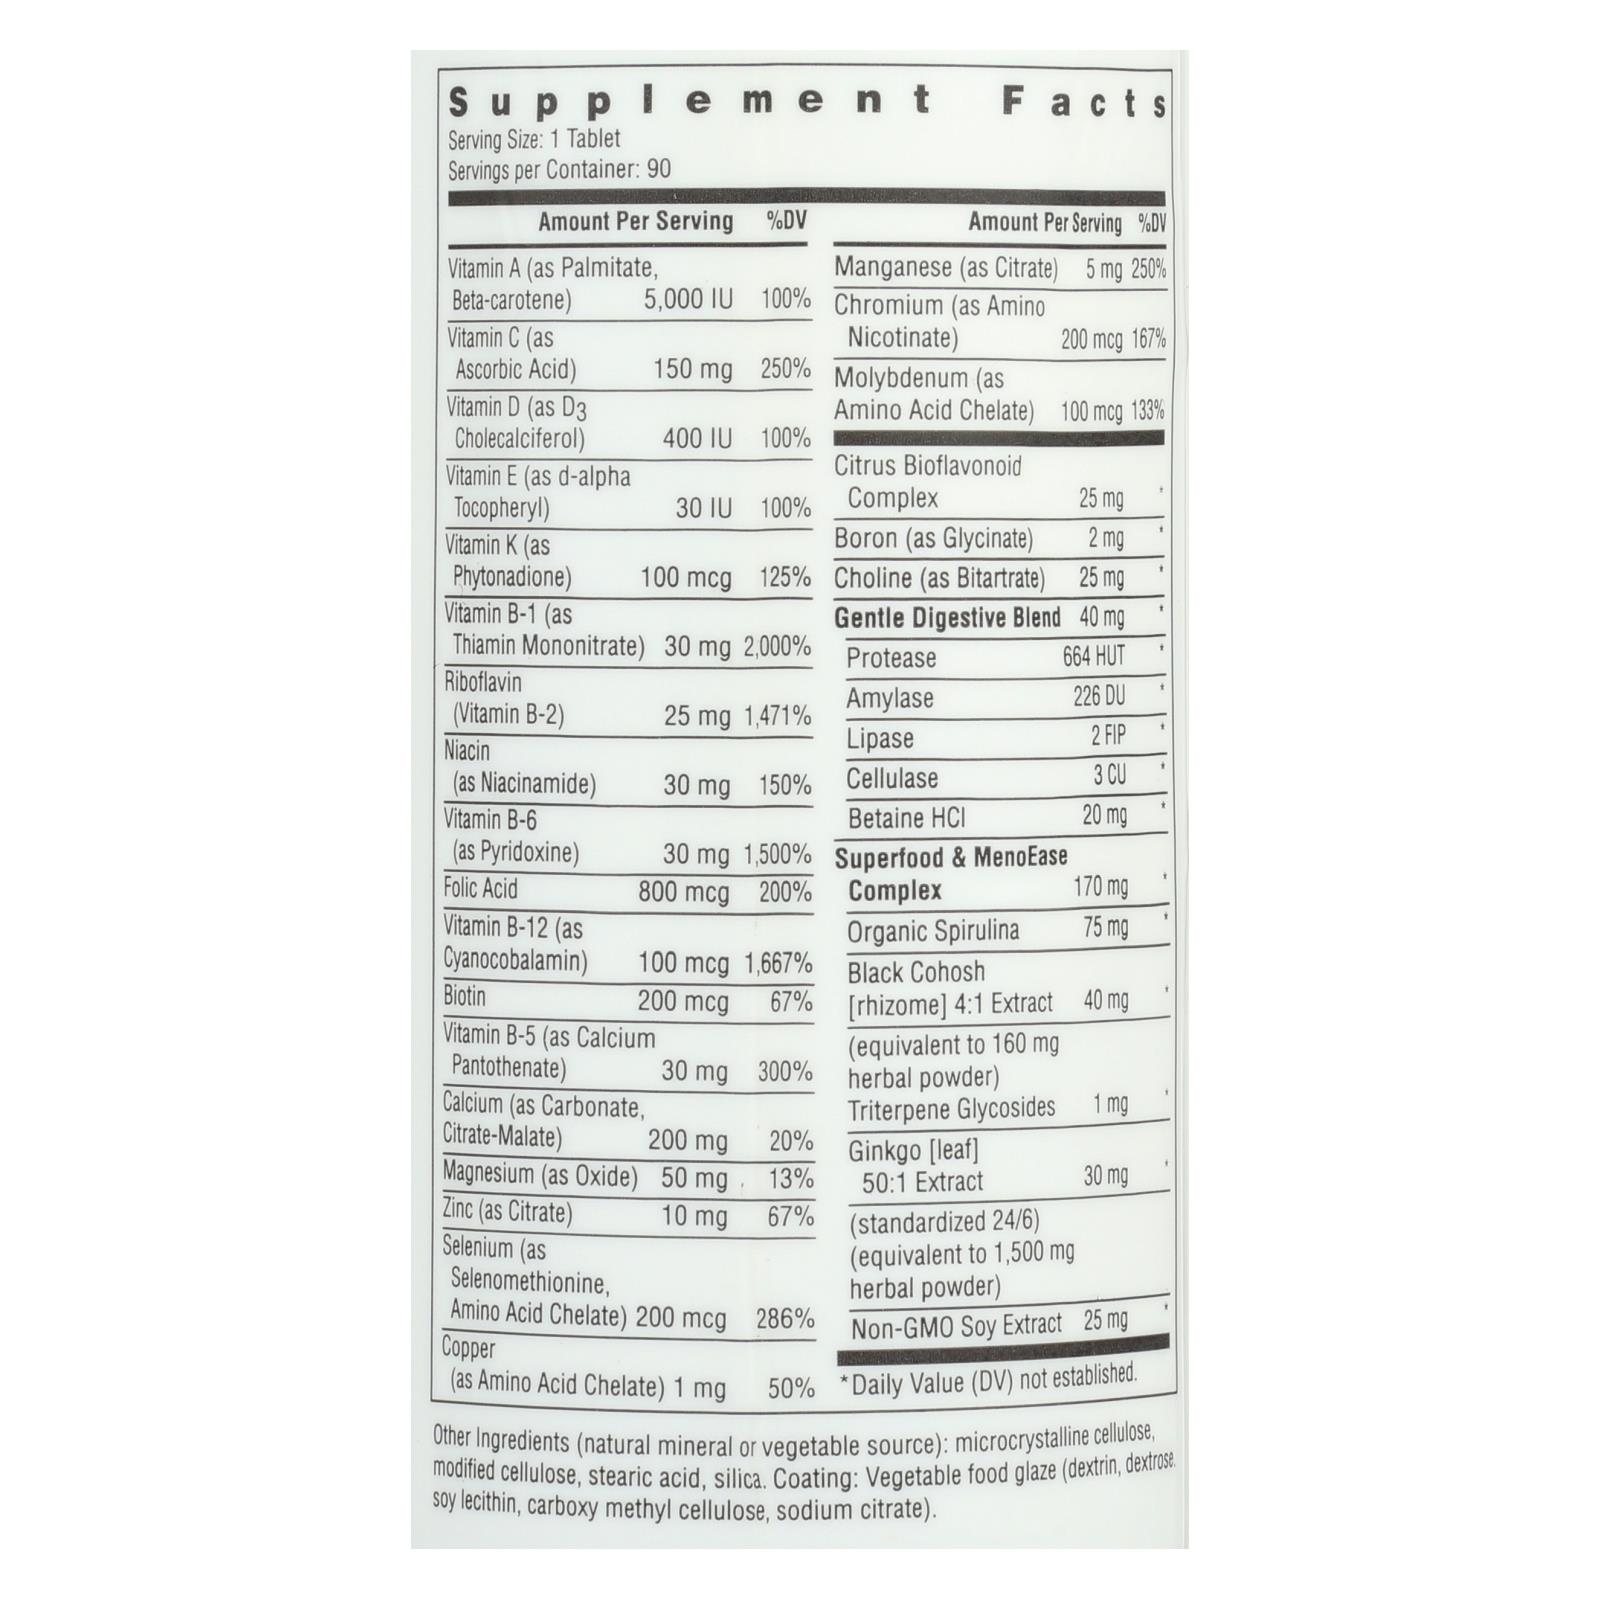 Supplement Facts
Serving Size: 1 Tablet
Servings per Container: 90
Amount Per Serving %DV
Vitamin A (as Palmitate,
Beta-carotene) 5,000 IU 100%
Vitamin C (as
Ascorbic Acid) 150 mg 250%
Vitamin D (as D3
Cholecalciferol) 400 IU 100%
Vitamin E (as d-alpha
Tocopheryl) 30 IU 100%
Vitamin K (as
Phytonadione) 100 mcg 125%
Vitamin B-1 (as
Thiamin Mononitrate) 30 mg 2,000%
Riboflavin
(Vitamin B-2) 25 mg 1,471%
Niacin
(as Niacinamide) 30 mg 150%
Vitamin B-6
(as Pyridoxine) 30 mg 1,500%
Folic Acid 800 mcg 200%
Vitamin B-12 (as
Cyanocobalamin) 100 mcg 1,667%
Biotin 200 mcg 67%
Vitamin B-5 (as Calcium
Pantothenate) 30 mg 300%
Calcium (as Carbonate,
Citrate-Malate) 200 mg 20%
Magnesium (as Oxide) 50 mg 13%
Zinc (as Citrate) 10 mg 67%
Selenium (as
Selenomethionine,
Amino Acid Chelate) 200 mcg 286%
Copper
(as Amino Acid Chelate) 1 mg 50%
Amount Per Serving %DV
Manganese (as Citrate) 5 mg 250%
Chromium (as Amino
Nicotinate) 200 mcg 167%
Molybdenum (as
Amino Acid Chelate) 100 mcg 133%
Citrus Bioflavonoid
Complex 25 mg *
Boron (as Glycinate) 2 mg *
Choline (as Bitartrate) 25 mg *
Gentle Digestive Blend 40 mg *
Protease 664 HUT *
Amylase 226 DU *
Lipase 2 FIP *
Cellulase 3 CU *
Betaine HCl 20 mg *
Superfood & MenoEase
Complex 170 mg *
Organic Spirulina 75 mg *
Black Cohosh
[rhizome] 4:1 Extract 40 mg *
(equivalent to 160 mg
herbal powder)
Triterpene Glycosides 1 mg *
Ginkgo [leaf]
50:1 Extract 30 mg *
(standardized 24/6)
(equivalent to 1,500 mg
herbal powder)
Non-GMO Soy Extract 25 mg *
*Daily Value (DV) not established.
Other Ingredients (natural mineral or vegetable source): microcrystalline cellulose,
modified cellulose, stearic acid, silica. Coating: Vegetable food glaze (dextrin, dextrose,
soy lecithin, carboxy methyl cellulose, sodium citrate).